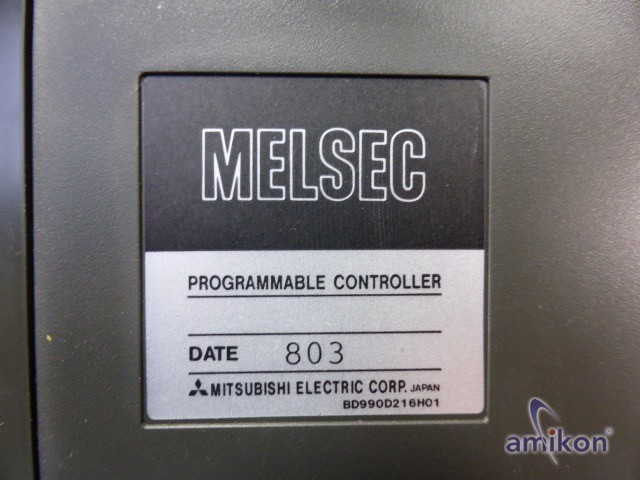 MELSEC
PROGRAMMABLE CONTROLLER
DATE 803
MITSUBISHI ELECTRIC CORP. JAPAN
BD990D216H01
amikon